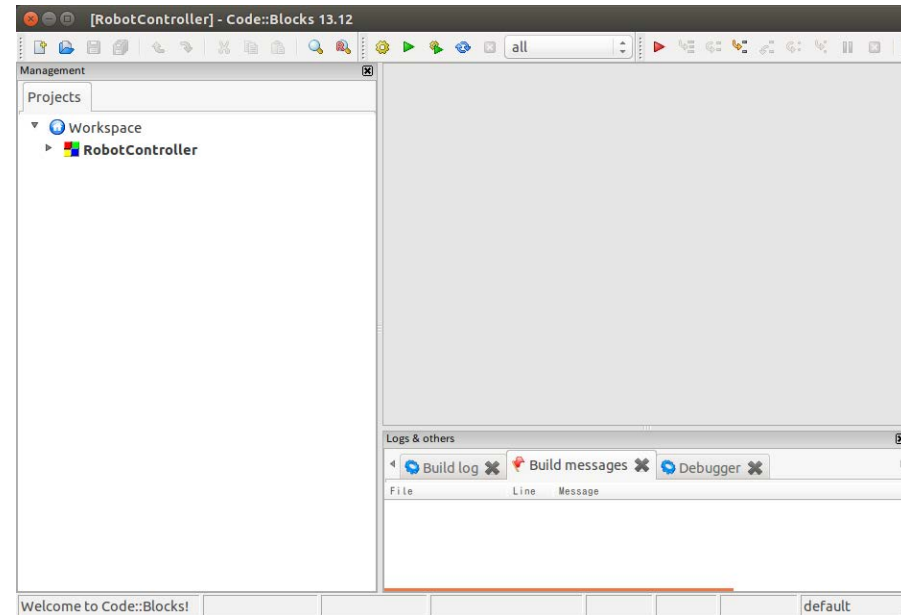 [RobotController] - Code::Blocks 13.12
all
Management
Projects
Workspace
RobotController
Logs & others
Build log
Build messages
Debugger
File Line Message
Welcome to Code::Blocks!
default